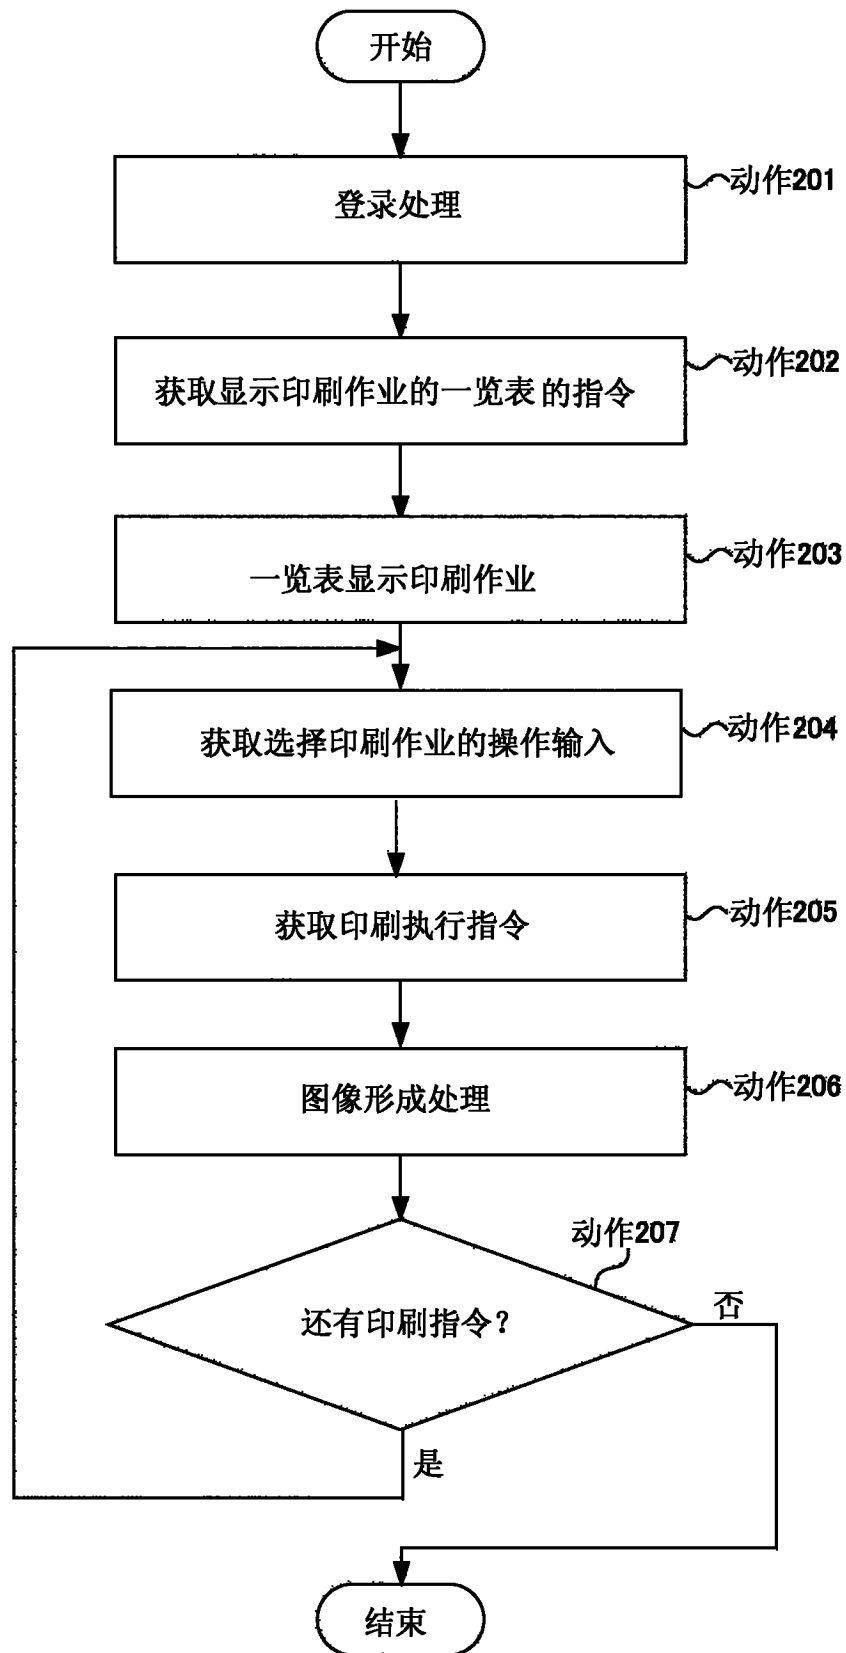 开始
登录处理
动作201
获取显示印刷作业的一览表的指令
动作202
一览表显示印刷作业
动作203
获取选择印刷作业的操作输入
动作204
获取印刷执行指令
动作205
图像形成处理
动作206
动作207
还有印刷指令?
否
是
结束